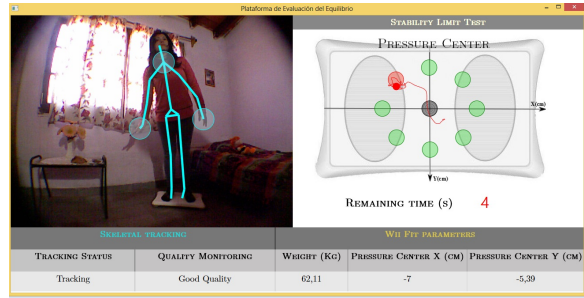 Plataforma de Evaluación del Equilibrio
Stability Limit Test
Pressure Center
X(cm)
Y(cm)
Remaining time (s) 4
Skeletal tracking
Wii Fit parameters
Tracking Status Quality Monitoring Weight (Kg) Pressure Center X (cm) Pressure Center Y (cm)
Tracking Good Quality 62,11 -7 -5,39